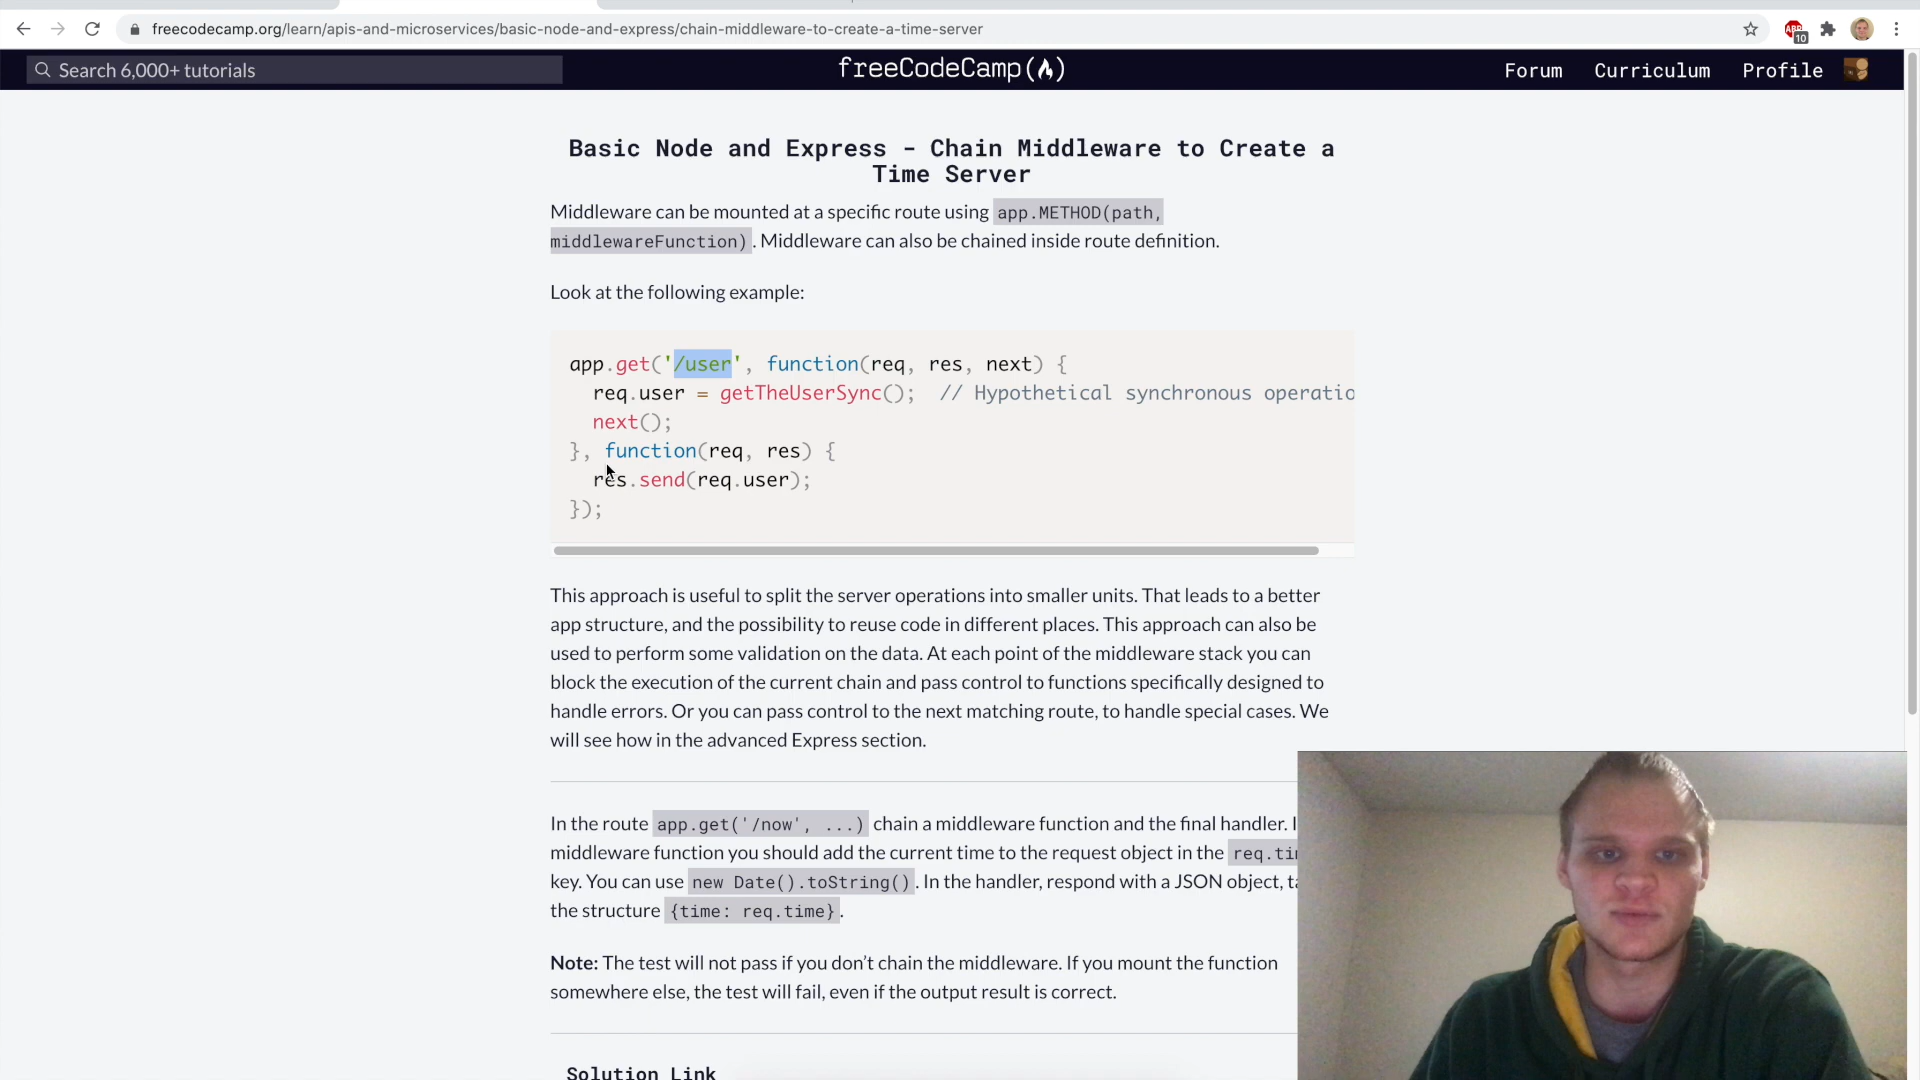 freecodecamp.org/learn/apis-and-microservices/basic-node-and-express/chain-middleware-to-create-a-time-server
ABP
10
Search 6,000+ tutorials
freeCodeCamp
Forum
Curriculum
Profile
Basic Node and Express - Chain Middleware to Create a
Time Server
Middleware can be mounted at a specific route using app.METHOD(path,
middlewareFunction). Middleware can also be chained inside route definition.
Look at the following example:
app.get('/user', function(req, res, next) {
req.user = getTheUserSync(); // Hypothetical synchronous operatio
next();
}, function(req, res) {
res.send(req.user);
});
This approach is useful to split the server operations into smaller units. That leads to a better
app structure, and the possibility to reuse code in different places. This approach can also be
used to perform some validation on the data. At each point of the middleware stack you can
block the execution of the current chain and pass control to functions specifically designed to
handle errors. Or you can pass control to the next matching route, to handle special cases. We
will see how in the advanced Express section.
In the route app.get('/now', ...) chain a middleware function and the final handler. I
middleware function you should add the current time to the request object in the req.ti
key. You can use new Date().toString(). In the handler, respond with a JSON object, ta
the structure {time: req.time}.
Note: The test will not pass if you don’t chain the middleware. If you mount the function
somewhere else, the test will fail, even if the output result is correct.
Solution Link